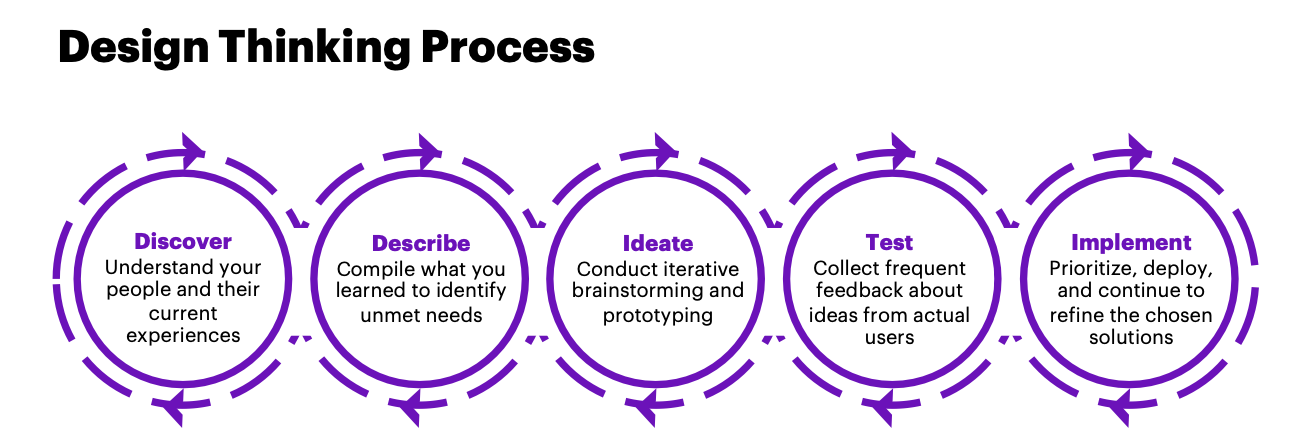 Design Thinking Process
Discover
Understand your
people and their
current
experiences
Describe
Compile what you
learned to identify
unmet needs
Ideate
Conduct iterative
brainstorming and
prototyping
Test
Collect frequent
feedback about
ideas from actual
users
Implement
Prioritize, deploy,
and continue to
refine the chosen
solutions